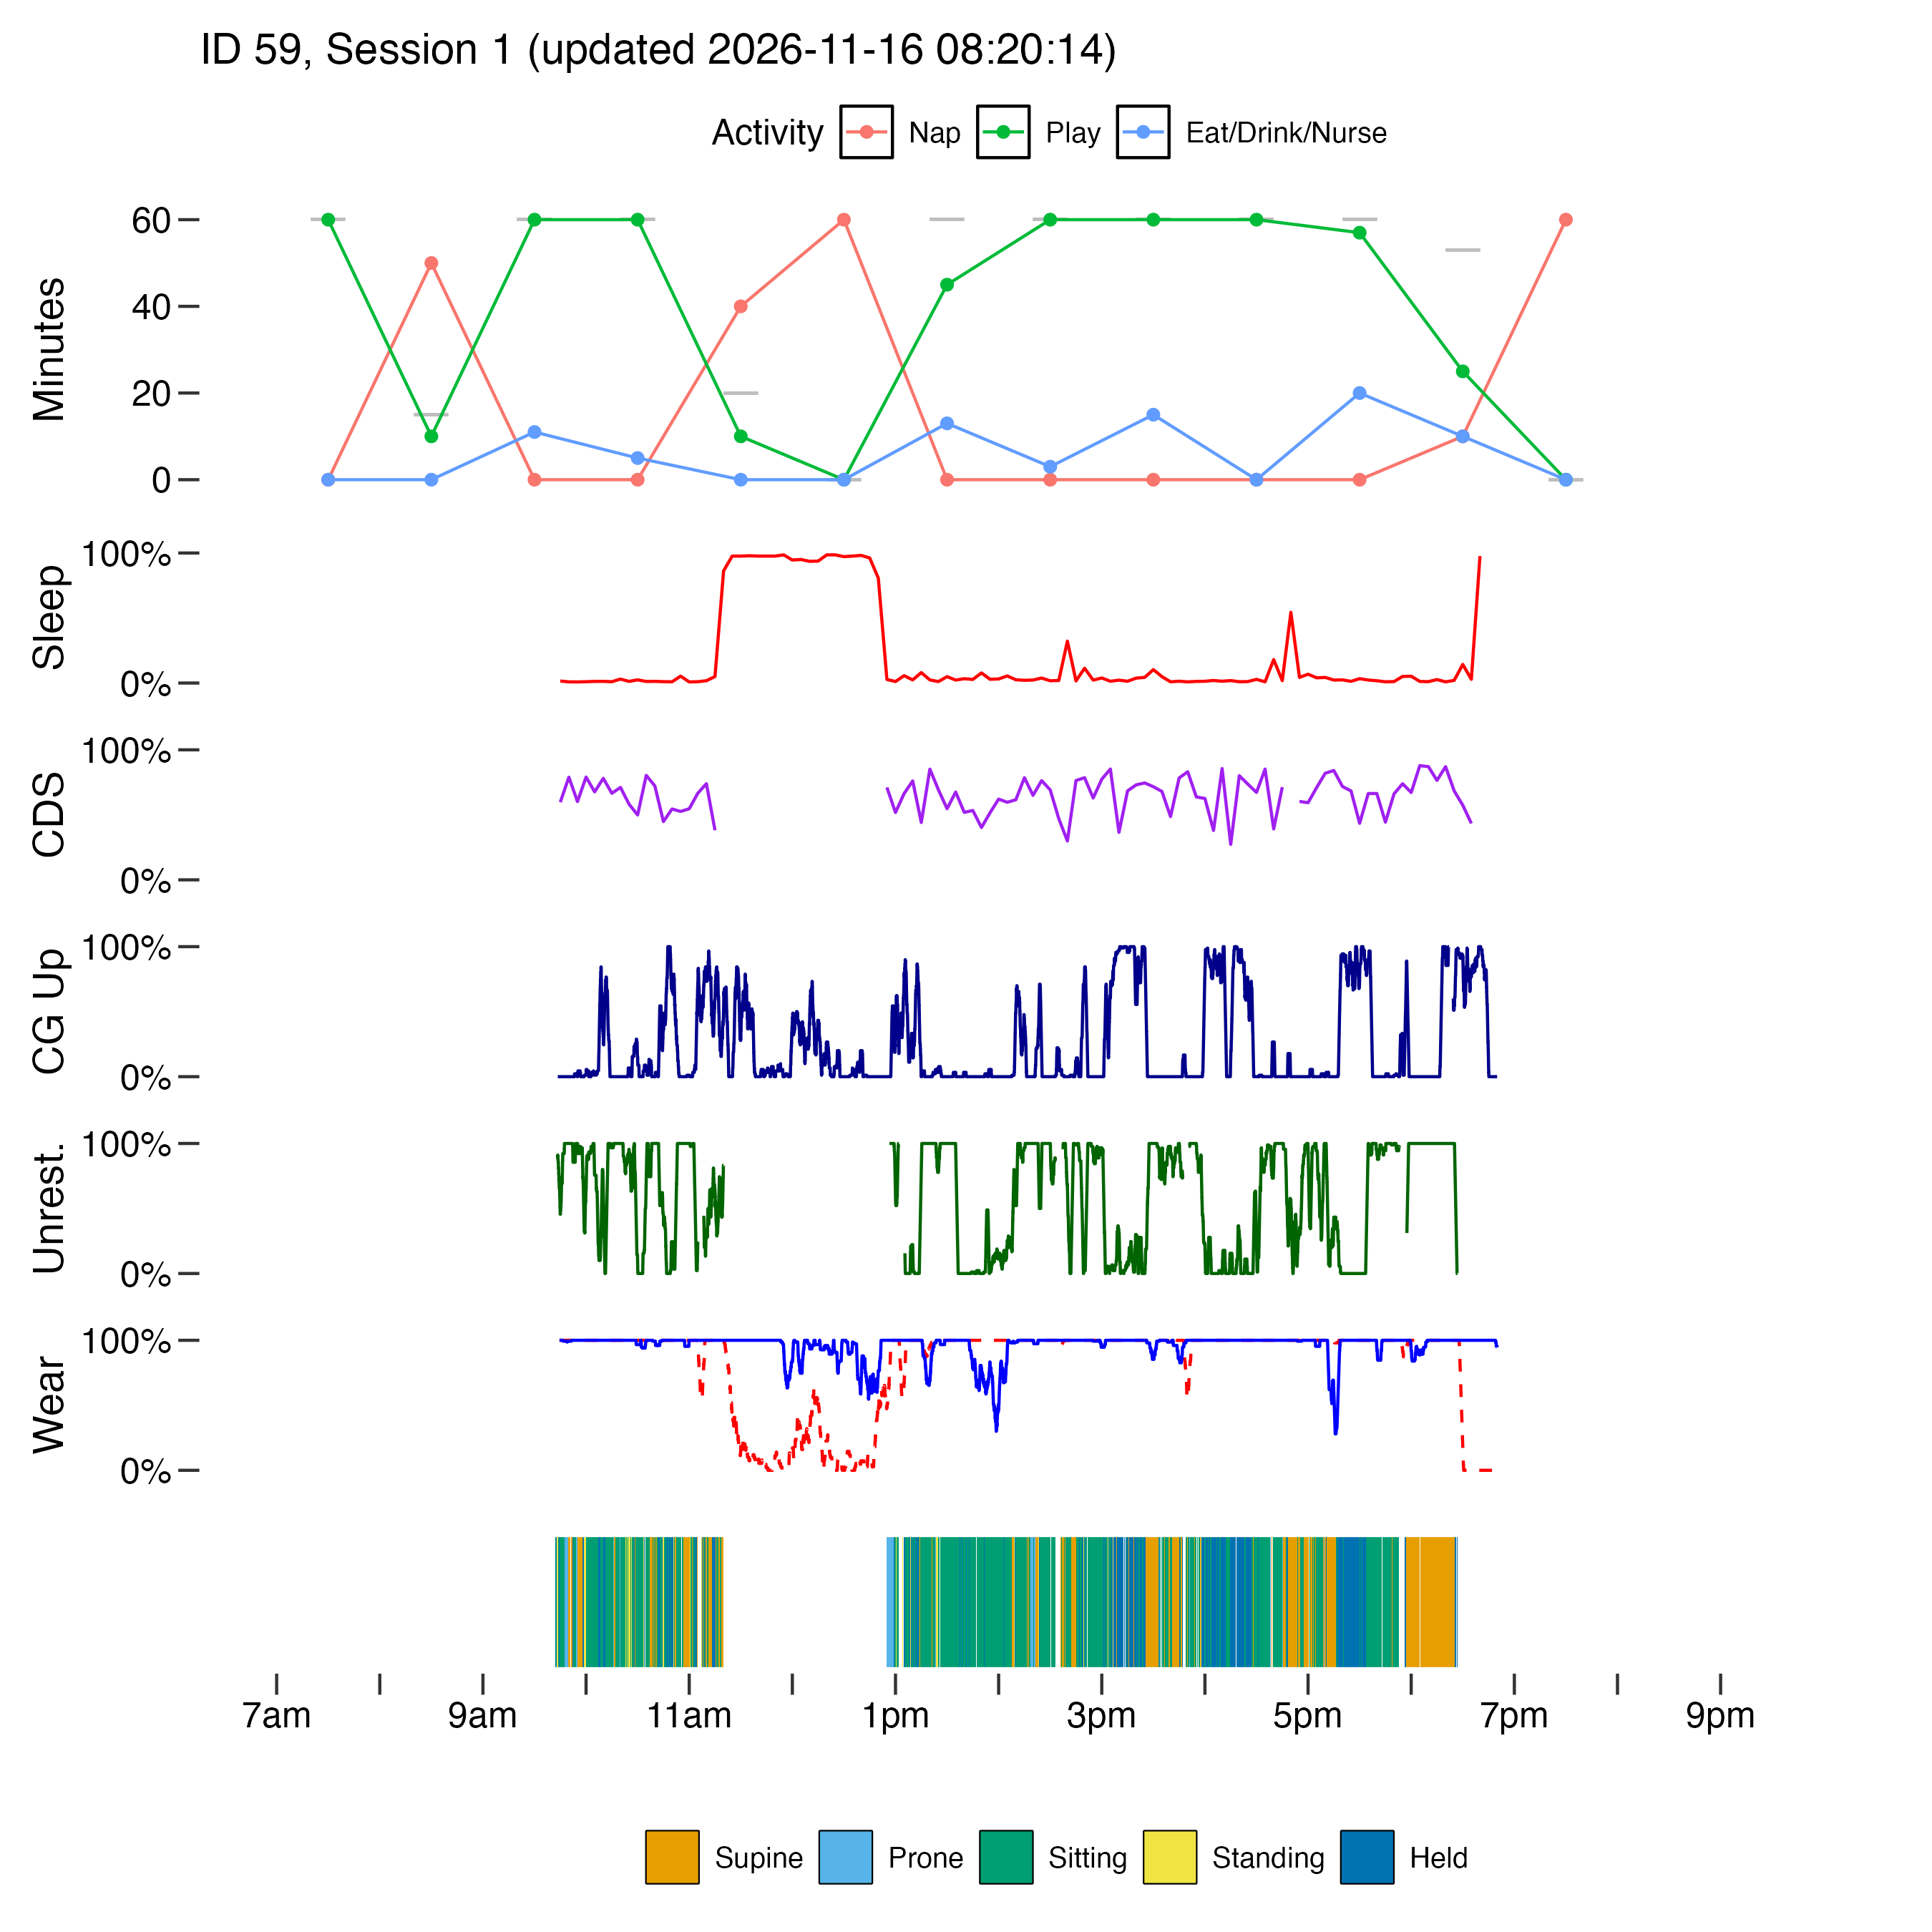 ID 59, Session 1 (updated 2026-11-16 08:20:14)
Activity Nap Play Eat/Drink/Nurse
Minutes
60
40
20
0
Sleep
100%
0%
CDS
100%
0%
CG Up
100%
0%
Unrest.
100%
0%
Wear
100%
0%
7am 9am 11am 1pm 3pm 5pm 7pm 9pm
Supine Prone Sitting Standing Held